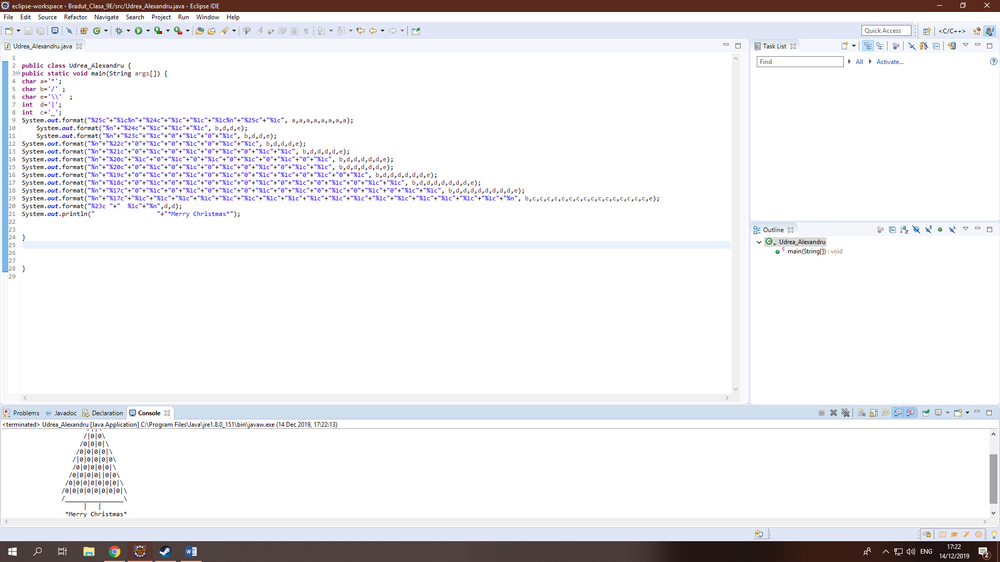 eclipse-workspace - Bradut_Clasa_9E/src/Udrea_Alexandru.java - Eclipse IDE
File Edit Source Refactor Navigate Search Project Run Window Help
Quick Access
<C/C++>
Udrea_Alexandru.java
1
2 public class Udrea_Alexandru {
3 public static void main(String args[]) {
4 char a='*';
5 char b='/' ;
6 char e='\\'  ;
7 int  d='|';
8 int  c='_';
9 System.out.format("%25c"+"%1c%n"+"%24c"+"%1c"+"%1c"+"%1c%n"+"%25c"+"%1c", a,a,a,a,a,a,a,a);
10     System.out.format("%n"+"%24c"+"%1c"+"%1c"+"%1c", b,d,d,e);
11     System.out.format("%n"+"%23c"+"%1c"+"0"+"%1c"+"0"+"%1c", b,d,d,e);
12 System.out.format("%n"+"%22c"+"0"+"%1c"+"0"+"%1c"+"0"+"%1c"+"%1c", b,d,d,d,e);
13 System.out.format("%n"+"%21c"+"0"+"%1c"+"0"+"%1c"+"0"+"%1c"+"0"+"%1c"+"%1c", b,d,d,d,d,e);
14 System.out.format("%n"+"%20c"+"%1c"+"0"+"%1c"+"0"+"%1c"+"0"+"%1c"+"0"+"%1c"+"0"+"%1c", b,d,d,d,d,d,e);
15 System.out.format("%n"+"%20c"+"0"+"%1c"+"0"+"%1c"+"0"+"%1c"+"0"+"%1c"+"0"+"%1c"+"%1c", b,d,d,d,d,d,e);
16 System.out.format("%n"+"%19c"+"0"+"%1c"+"0"+"%1c"+"0"+"%1c"+"0"+"%1c"+"%1c"+"0"+"%1c"+"0"+"%1c", b,d,d,d,d,d,d,e);
17 System.out.format("%n"+"%18c"+"0"+"%1c"+"0"+"%1c"+"0"+"%1c"+"0"+"%1c"+"0"+"%1c"+"0"+"%1c"+"0"+"%1c"+"%1c", b,d,d,d,d,d,d,d,e);
18 System.out.format("%n"+"%17c"+"0"+"%1c"+"0"+"%1c"+"0"+"%1c"+"0"+"%1c"+"0"+"%1c"+"0"+"%1c"+"0"+"%1c"+"0"+"%1c"+"%1c", b,d,d,d,d,d,d,d,d,e);
19 System.out.format("%n"+"%17c"+"%1c"+"%1c"+"%1c"+"%1c"+"%1c"+"%1c"+"%1c"+"%1c"+"%1c"+"%1c"+"%1c"+"%1c"+"%1c"+"%1c"+"%1c"+"%1c"+"%1c"+"%n", b,c,c,c,c,c,c,c,c,c,c,c,c,c,c,c,c,e);
20 System.out.format("%23c "+"  %1c"+"%n",d,d);
21 System.out.println("                 "+"*Merry Christmas*");
22
23
24 }
25
26
27
28 }
29
Task List
Find
All
Activate...
Outline
Udrea_Alexandru
main(String[]) : void
Problems @ Javadoc Declaration Console
<terminated> Udrea_Alexandru [Java Application] C:\Program Files\Java\jre1.8.0_151\bin\javaw.exe (14 Dec 2019, 17:22:13)
/||\
/|0|0\
/0|0|0|\
/0|0|0|0|\
/|0|0|0|0|0\
/0|0|0|0|0|\
/0|0|0|0||0|0\
/0|0|0|0|0|0|0|\
/0|0|0|0|0|0|0|0|\
/________________\
|   |
*Merry Christmas*
ENG
17:22
14/12/2019
2